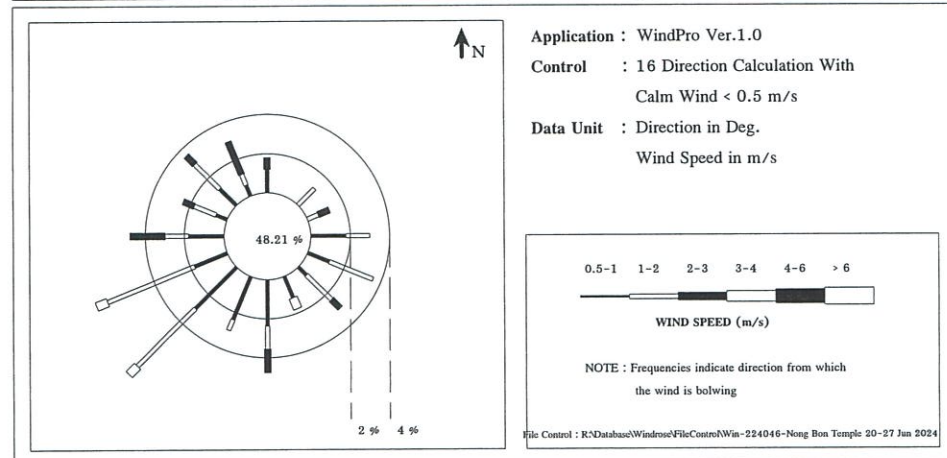 N
48.21 %
2 % 4 %
Application : WindPro Ver.1.0
Control : 16 Direction Calculation With
Calm Wind < 0.5 m/s
Data Unit : Direction in Deg.
Wind Speed in m/s
0.5-1 1-2 2-3 3-4 4-6 > 6
WIND SPEED (m/s)
NOTE : Frequencies indicate direction from which
the wind is bolwing
File Control : R:\Database\Windrose\FileControl\Win-224046-Nong Bon Temple 20-27 Jun 2024